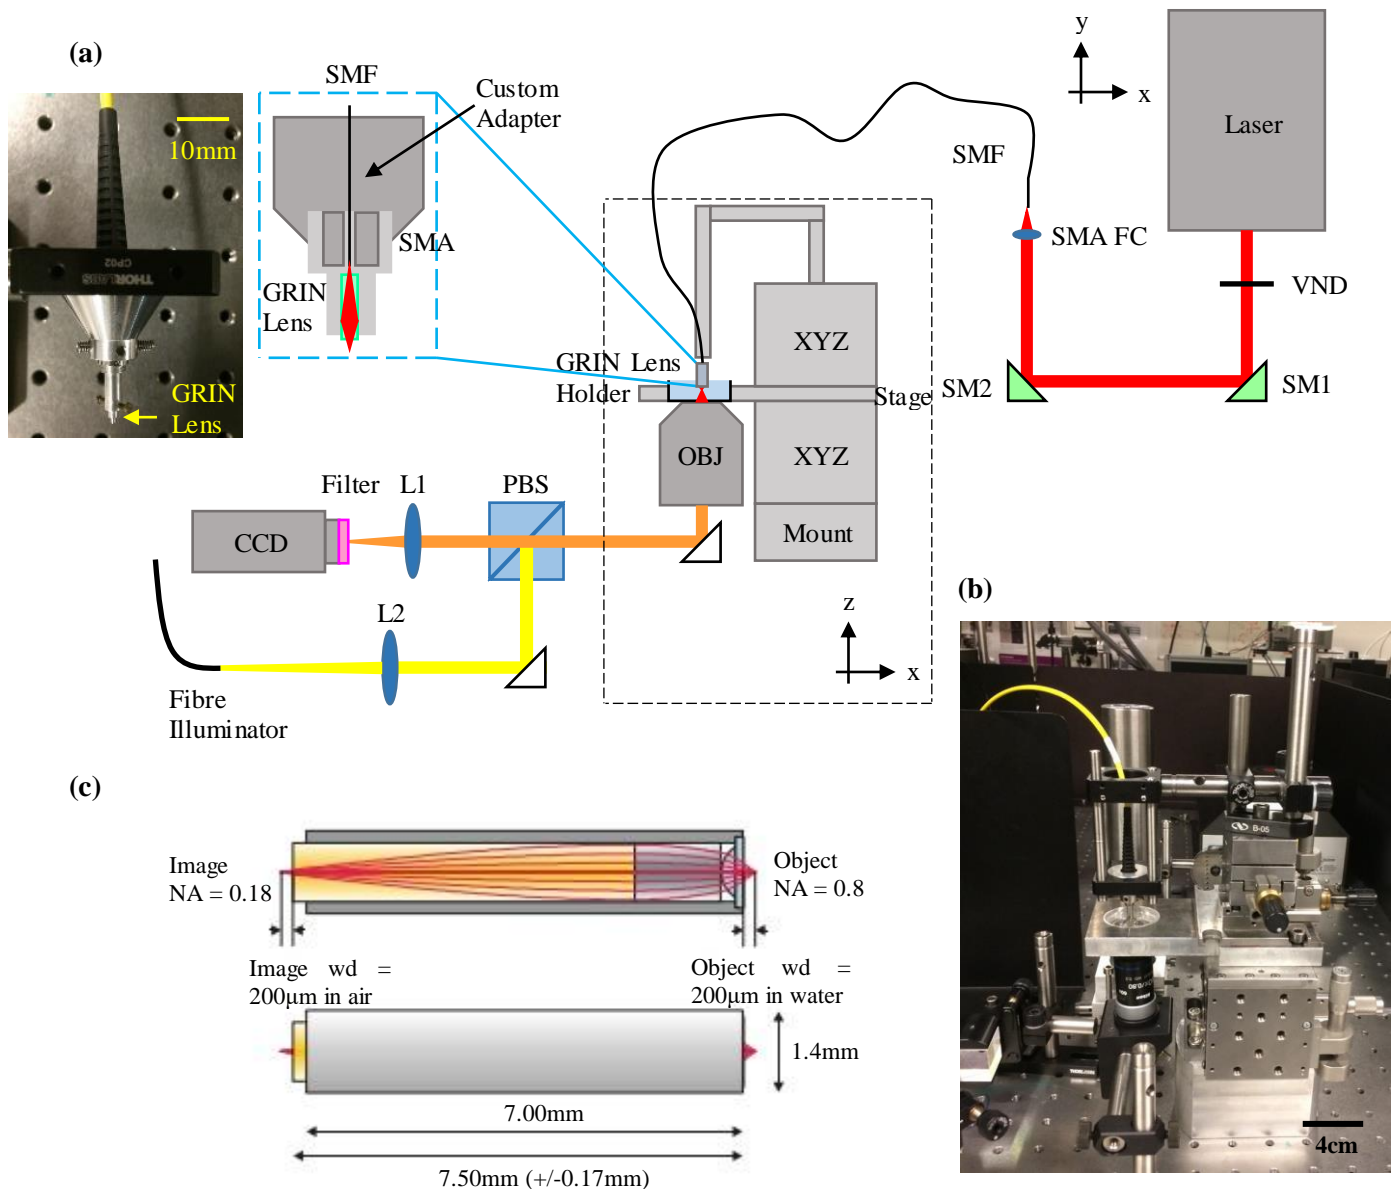 (a)
10mm
THORLABS
CP02
GRIN
Lens
SMF
Custom
Adapter
SMA
GRIN
Lens
SMF
y
x
Laser
SMA FC
VND
SM2
SM1
XYZ
GRIN Lens
Holder
Stage
OBJ
XYZ
Mount
z
x
Filter
L1
PBS
CCD
L2
Fibre
Illuminator
(b)
B-05
4cm
(c)
Image
NA = 0.18
Object
NA = 0.8
Image wd =
200μm in air
Object wd =
200μm in water
1.4mm
7.00mm
7.50mm (+/-0.17mm)